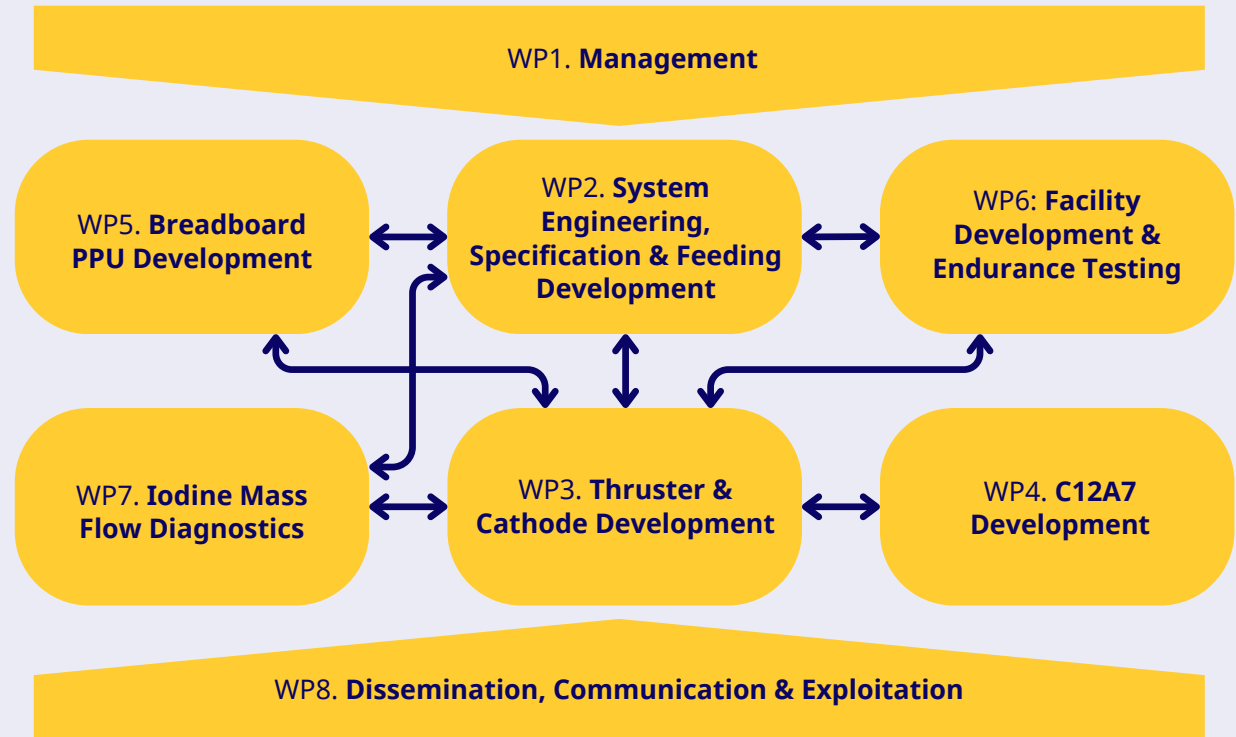 WP1. Management
WP5. Breadboard
PPU Development
WP2. System
Engineering,
Specification & Feeding
Development
WP6: Facility
Development &
Endurance Testing
WP7. Iodine Mass
Flow Diagnostics
WP3. Thruster &
Cathode Development
WP4. C12A7
Development
WP8. Dissemination, Communication & Exploitation